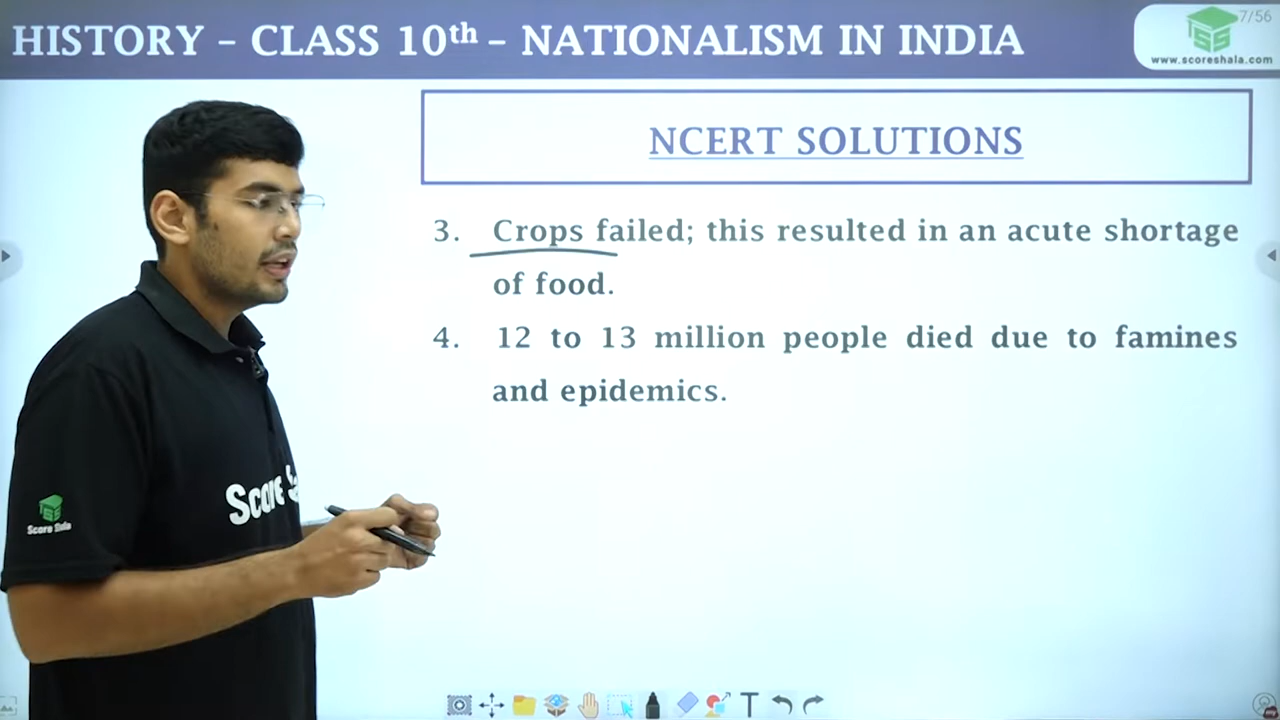 HISTORY – CLASS 10th – NATIONALISM IN INDIA
7/56
www.scoreshala.com
NCERT SOLUTIONS
3. Crops failed; this resulted in an acute shortage
of food.
4. 12 to 13 million people died due to famines
and epidemics.
Score S
Score Shala
T